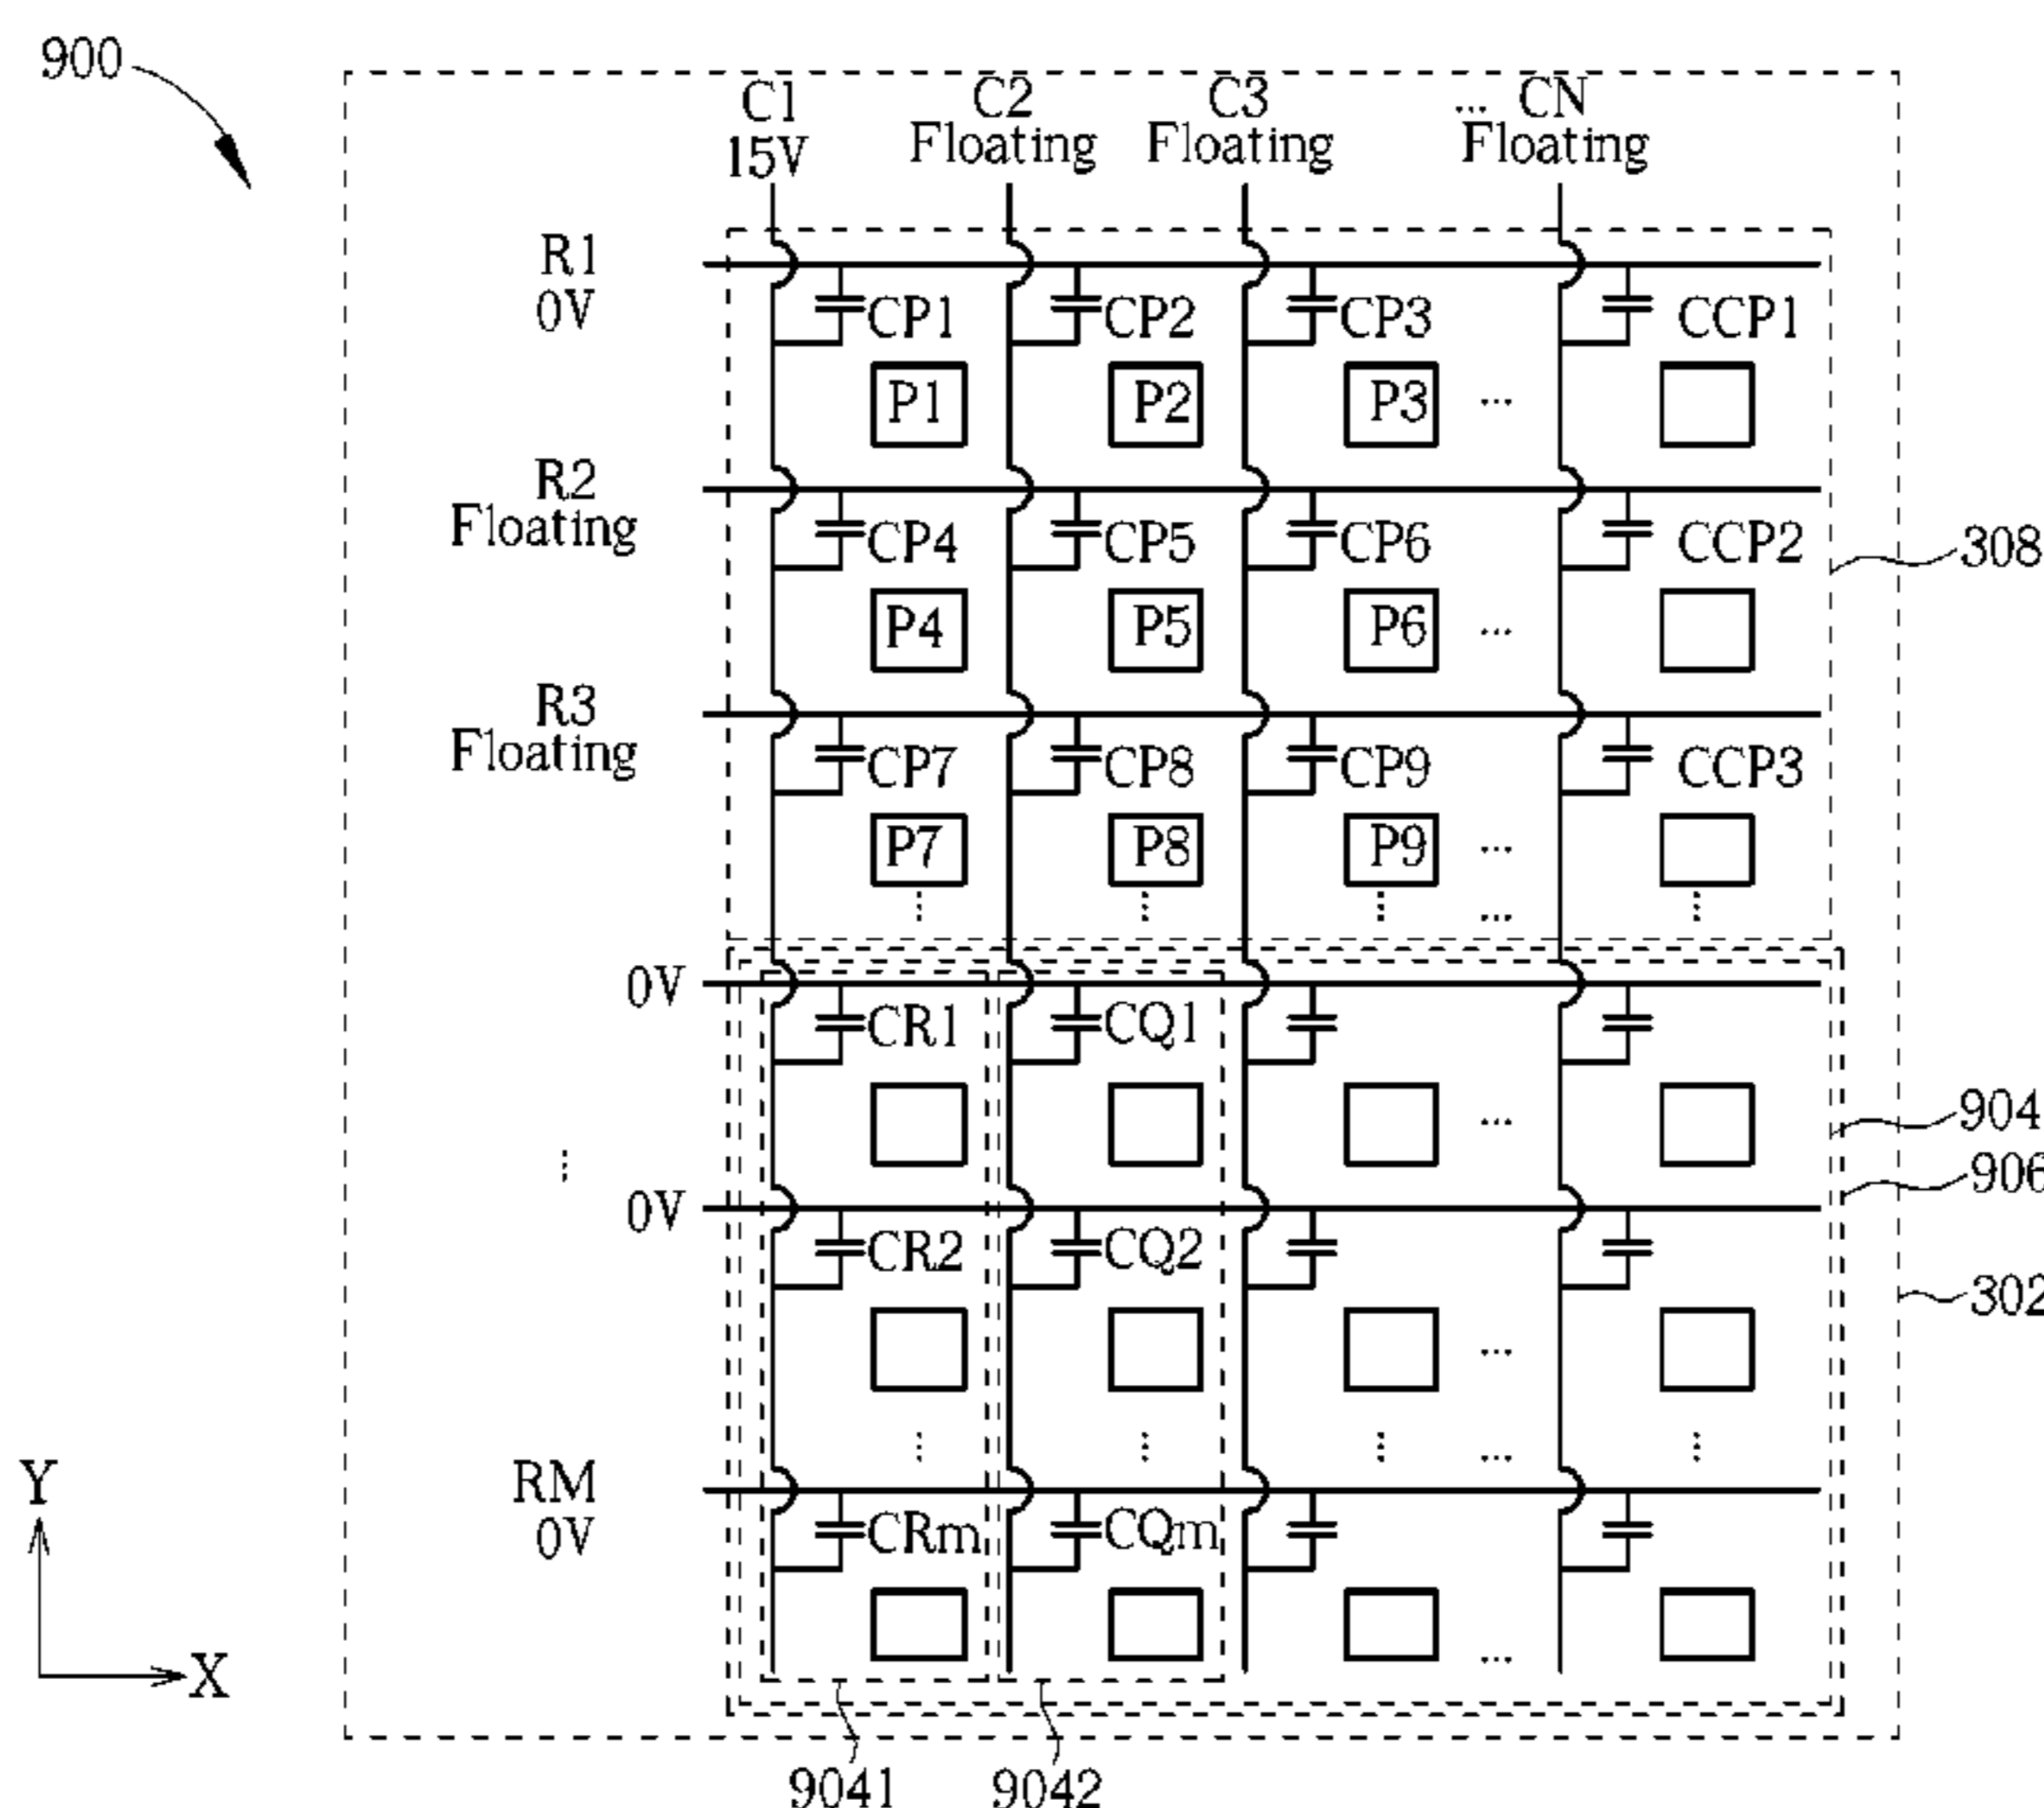 900
C1 C2 C3 ... CN
15V Floating Floating Floating
R1
0V
CP1 CP2 CP3 CCP1
P1 P2 P3 ...
R2
Floating
CP4 CP5 CP6 CCP2
308
P4 P5 P6 ...
R3
Floating
CP7 CP8 CP9 CCP3
P7 P8 P9 ...
...
0V
CR1 CQ1
904
...
906
0V
CR2 CQ2
302
...
...
RM
0V
CRm CQm
...
Y
X
9041 9042